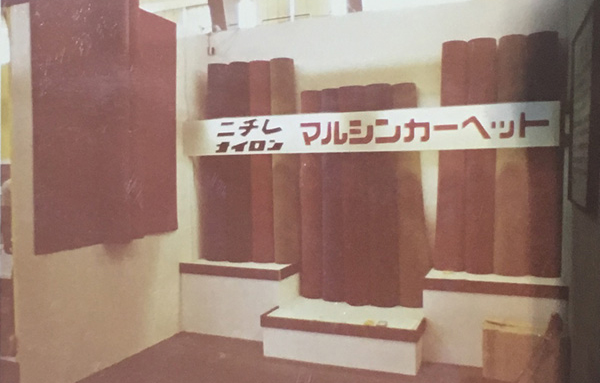 ニチレ
ナイロン
マルシンカーペット